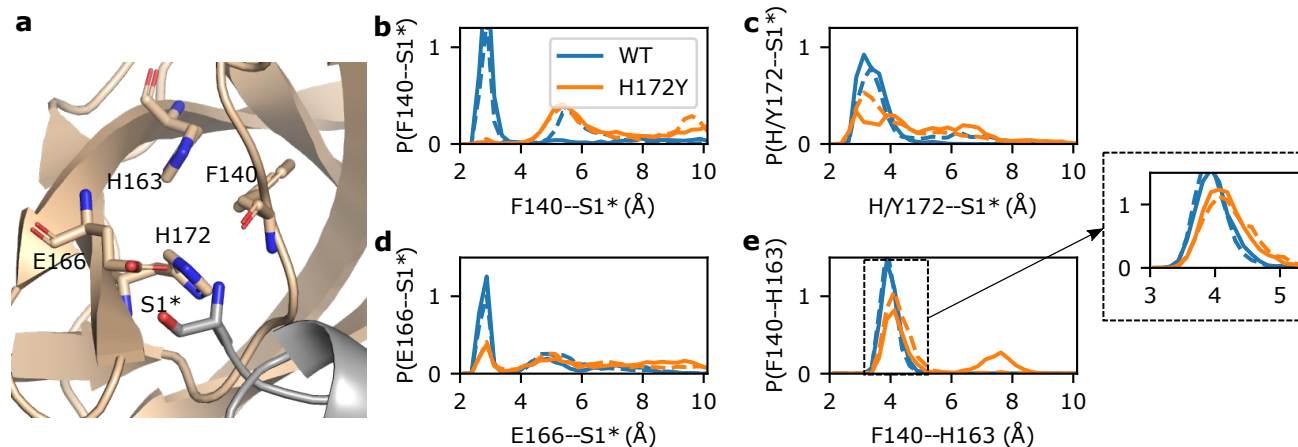 a
H163
F140
H172
E166
S1*
b
P(F140--S1*)
1
0
WT
H172Y
2 4 6 8 10
F140--S1* (Å)
c
P(H/Y172--S1*)
1
0
2 4 6 8 10
H/Y172--S1* (Å)
d
P(E166--S1*)
1
0
2 4 6 8 10
E166--S1* (Å)
e
P(F140--H163)
1
0
2 4 6 8 10
F140--H163 (Å)
1
0
3 4 5